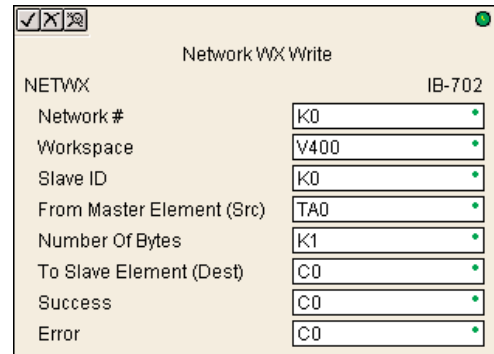 Network WX Write
NETWX IB-702
Network # K0
Workspace V400
Slave ID K0
From Master Element (Src) TA0
Number Of Bytes K1
To Slave Element (Dest) C0
Success C0
Error C0